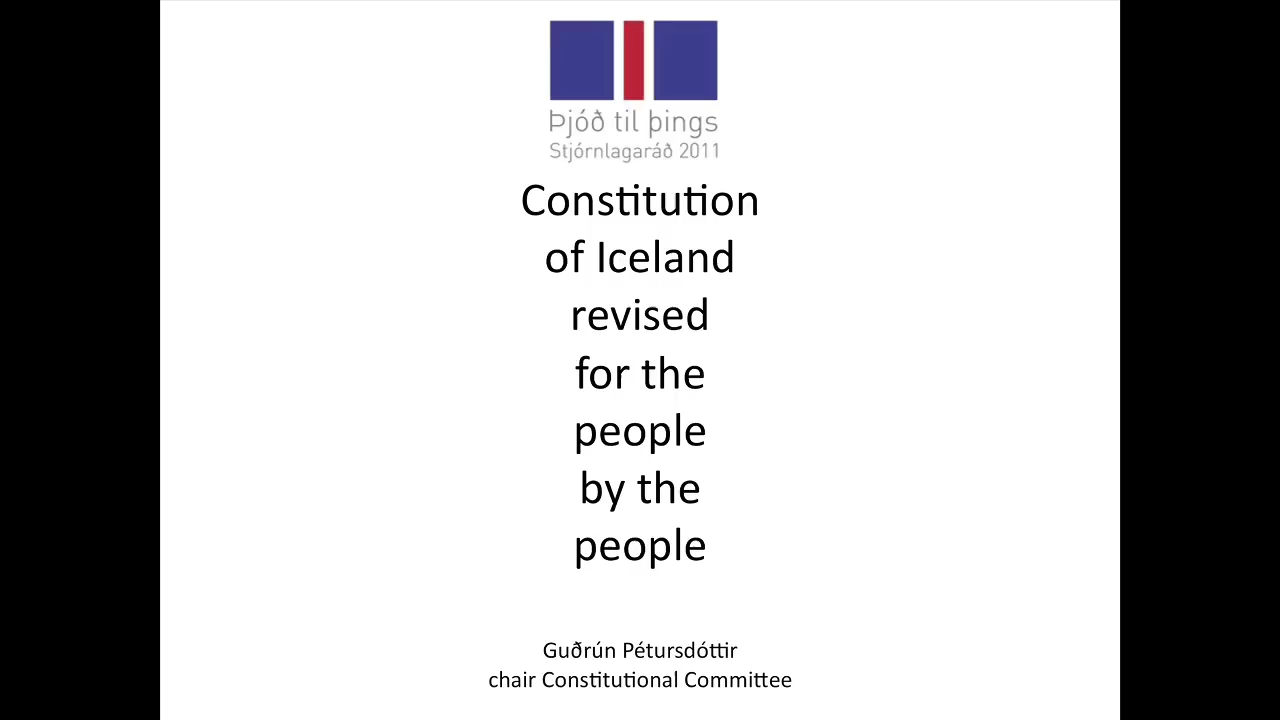 Þjóð til þings
Stjórnlagaráð 2011
Constitution
of Iceland
revised
for the
people
by the
people
Guðrún Pétursdóttir
chair Constitutional Committee